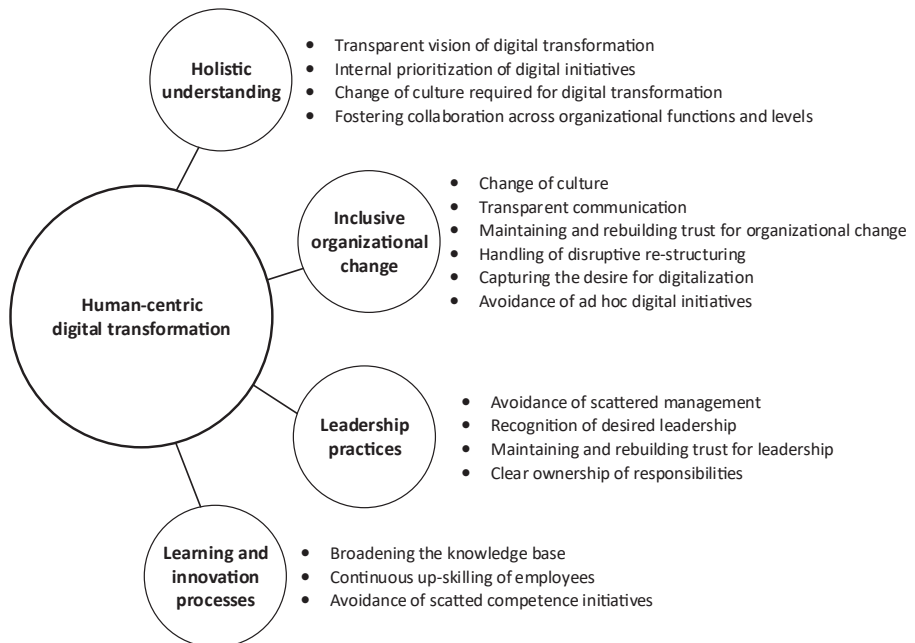 Holistic
understanding
• Transparent vision of digital transformation
• Internal prioritization of digital initiatives
• Change of culture required for digital transformation
• Fostering collaboration across organizational functions and levels
Inclusive
organizational
change
• Change of culture
• Transparent communication
• Maintaining and rebuilding trust for organizational change
• Handling of disruptive re-structuring
• Capturing the desire for digitalization
• Avoidance of ad hoc digital initiatives
Human-centric
digital transformation
Leadership
practices
• Avoidance of scattered management
• Recognition of desired leadership
• Maintaining and rebuilding trust for leadership
• Clear ownership of responsibilities
Learning and
innovation
processes
• Broadening the knowledge base
• Continuous up-skilling of employees
• Avoidance of scatted competence initiatives